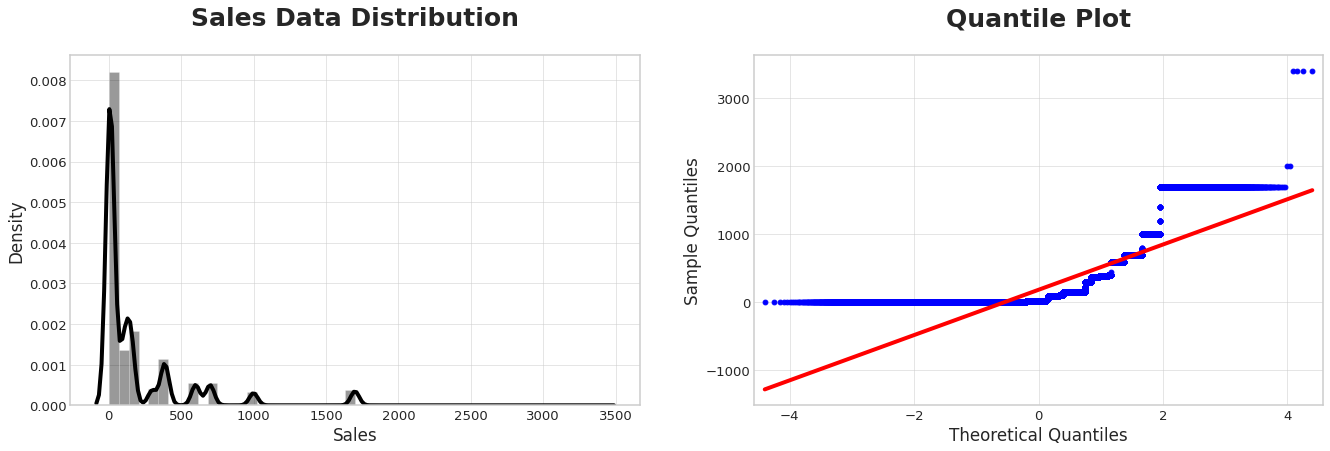 Sales Data Distribution
Density
0.008
0.007
0.006
0.005
0.004
0.003
0.002
0.001
0.000
0 500 1000 1500 2000 2500 3000 3500
Sales
Quantile Plot
Sample Quantiles
3000
2000
1000
0
−1000
−4 −2 0 2 4
Theoretical Quantiles